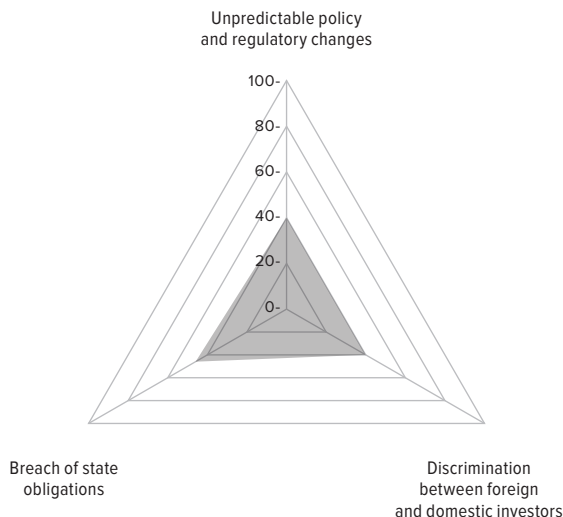 Unpredictable policy
and regulatory changes
100-
80-
60-
40-
20-
0-
Breach of state
obligations
Discrimination
between foreign
and domestic investors